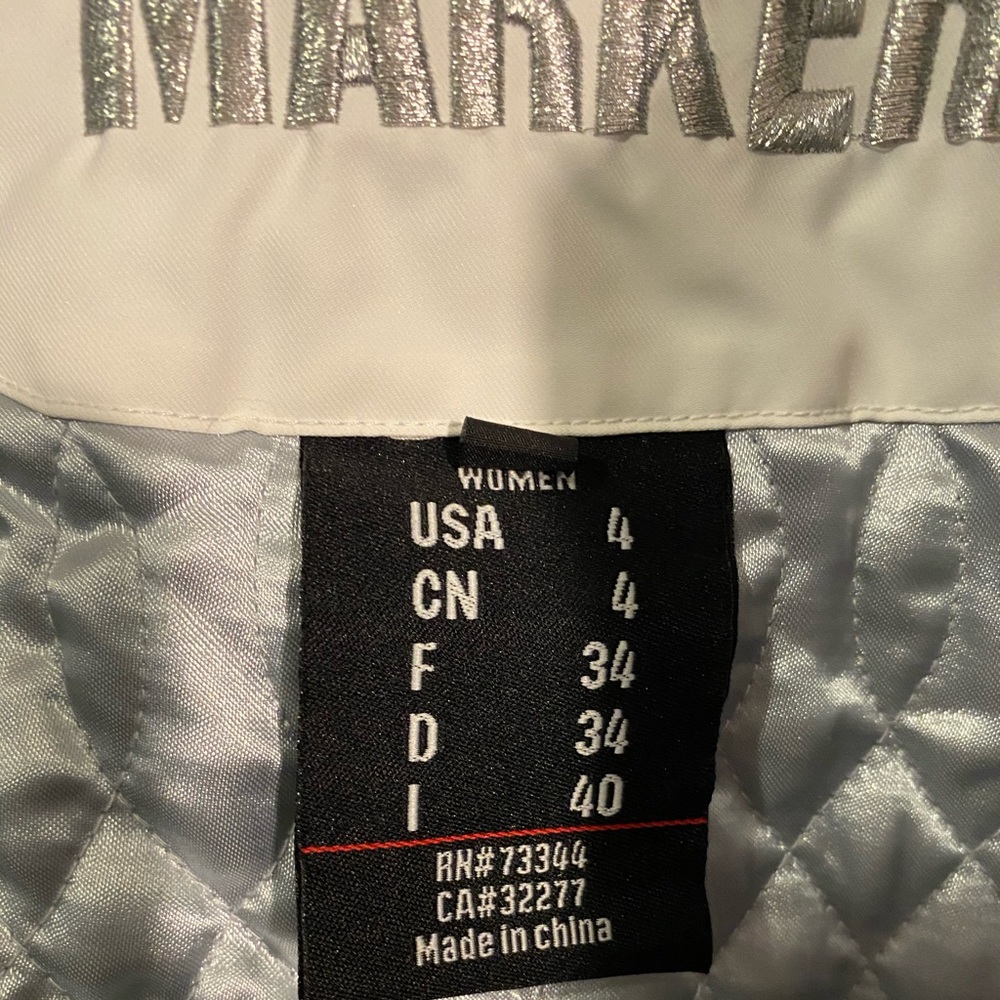 MARKER
WOMEN
USA 4
CN 4
F 34
D 34
I 40
RN# 73344
CA#32277
Made in china